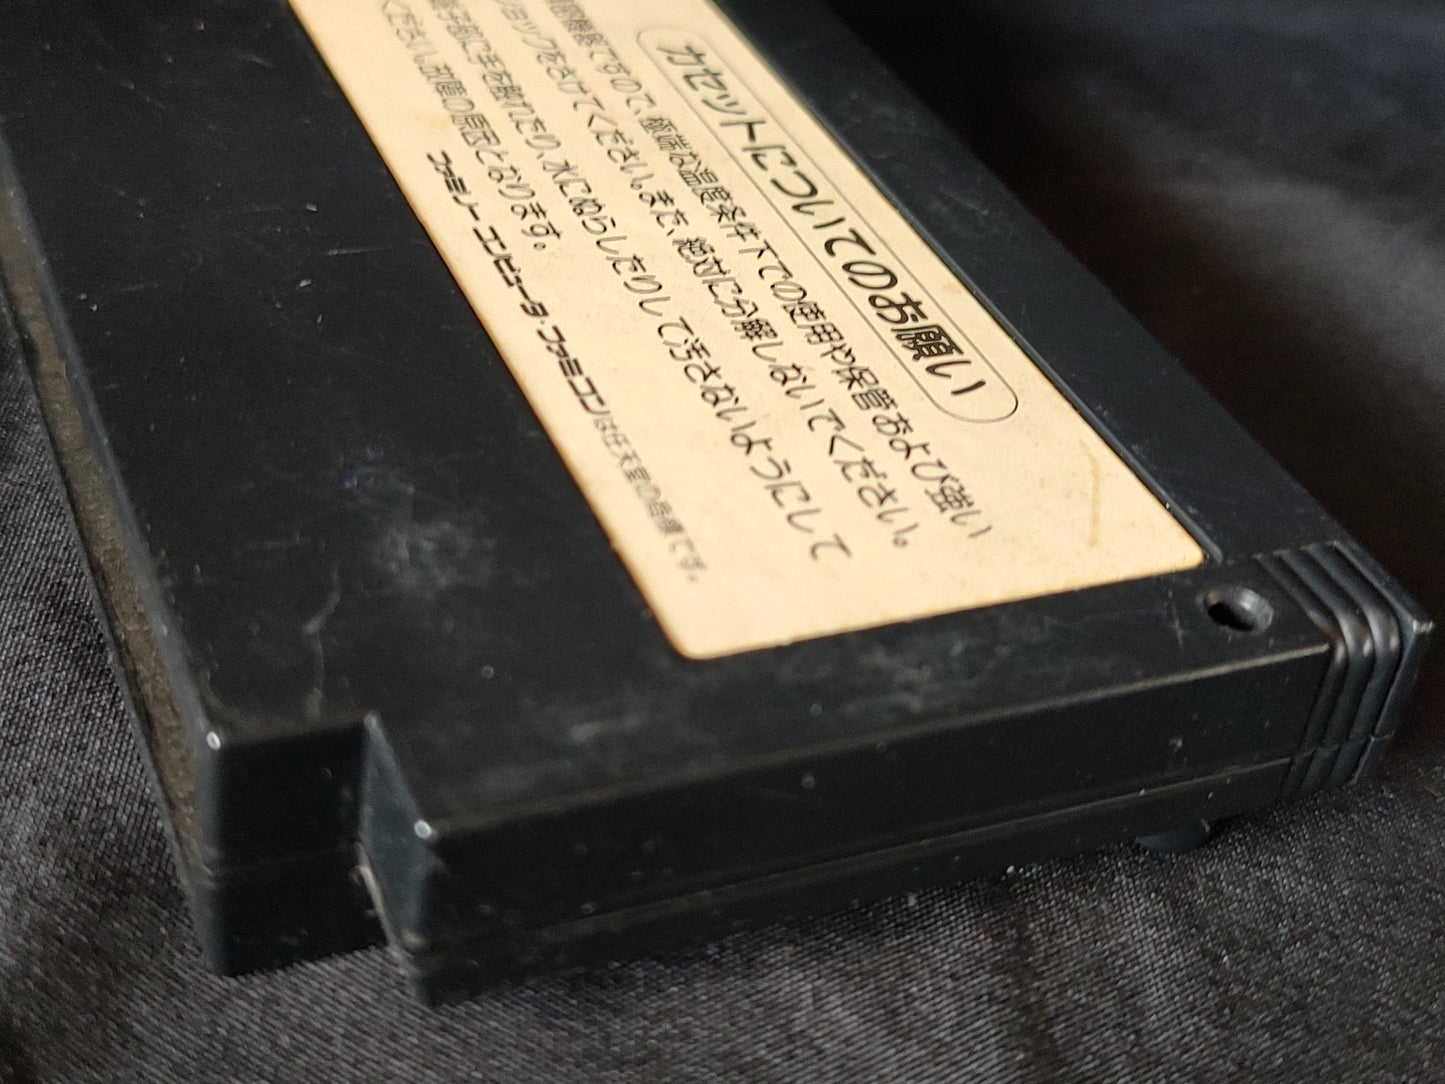 カセットについてのお願い
密機械ですので、極端な温度条件下での使用や保管および強い
ショックをさけてください。また、絶対に分解しないでください。
端子部に手を触れたり、水にぬらしたりして汚さないようにして
ください。故障の原因となります。
ファミリーコンピュータ・ファミコンは任天堂の商標です。